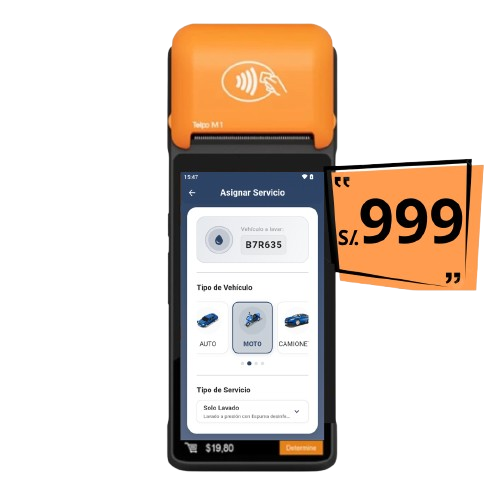 Telpo M1
15:47
Asignar Servicio
Vehículo a lavar:
B7R635
Tipo de Vehículo
AUTO
MOTO
CAMIONE
Tipo de Servicio
Solo Lavado
Lavado a presión con Espuma desinfe...
$19,80
Determine
"
S/.999
"